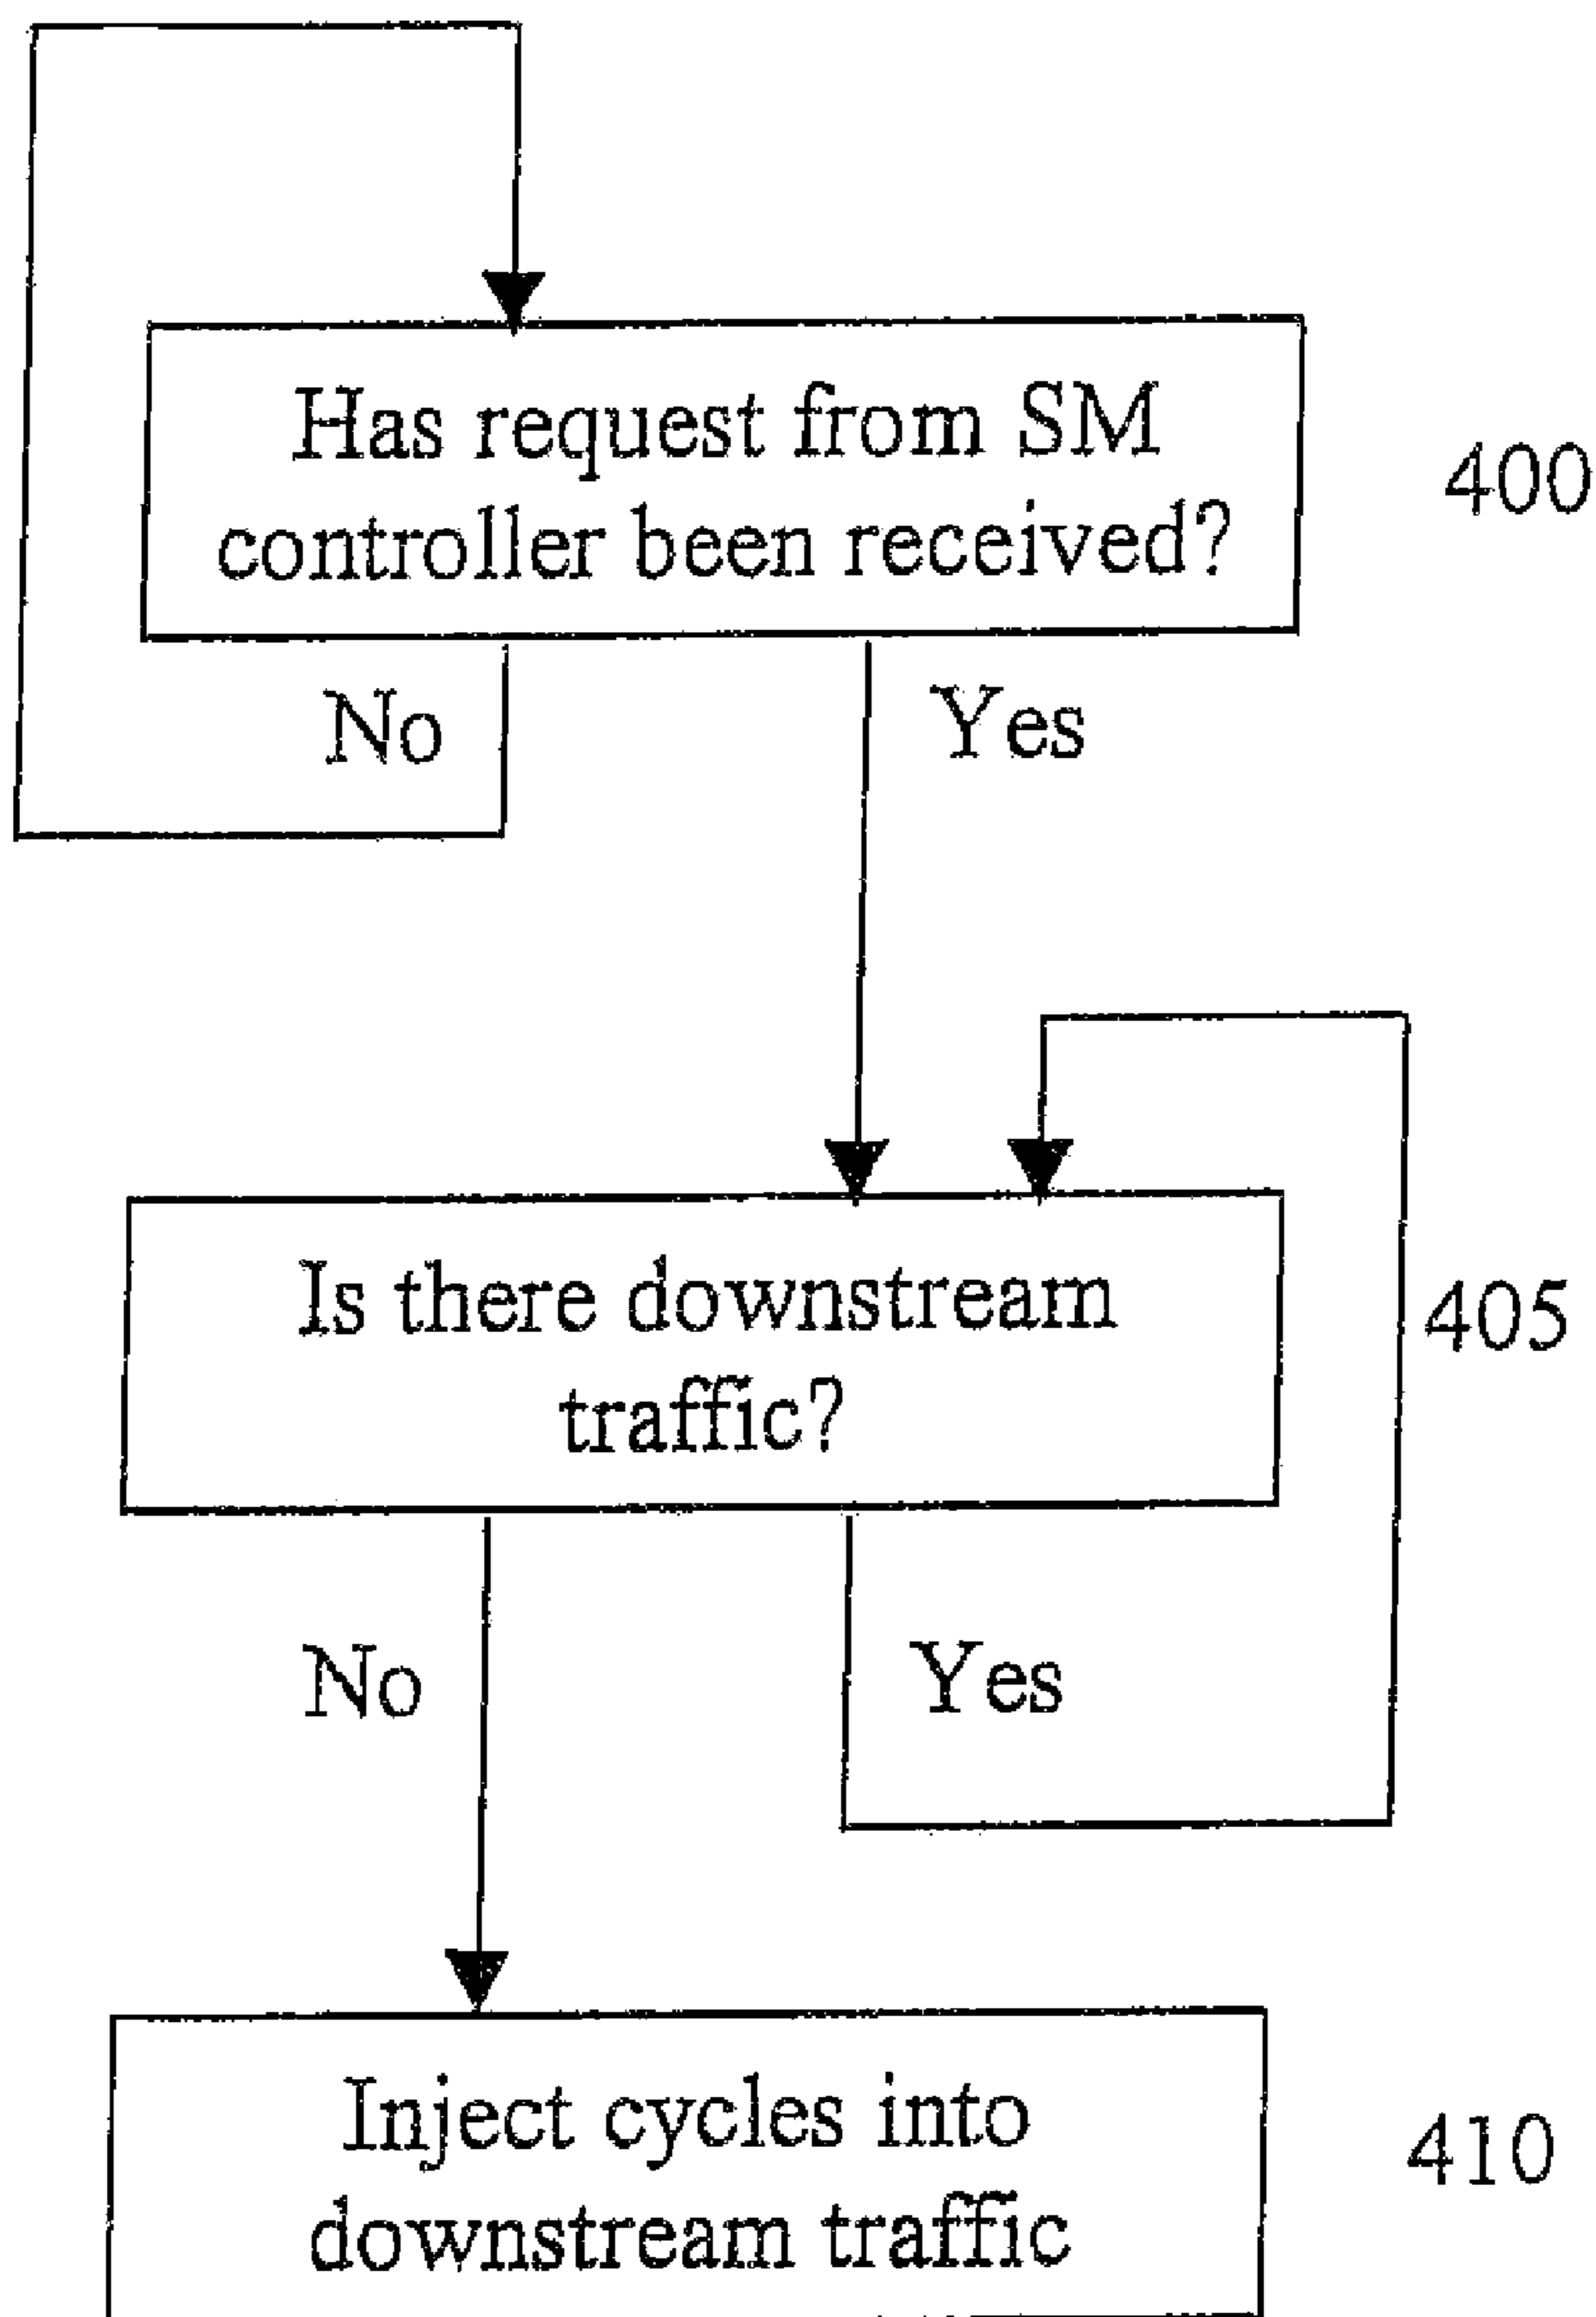 Has request from SM
controller been received?
400
No
Yes
Is there downstream
traffic?
405
No
Yes
Inject cycles into
downstream traffic
410